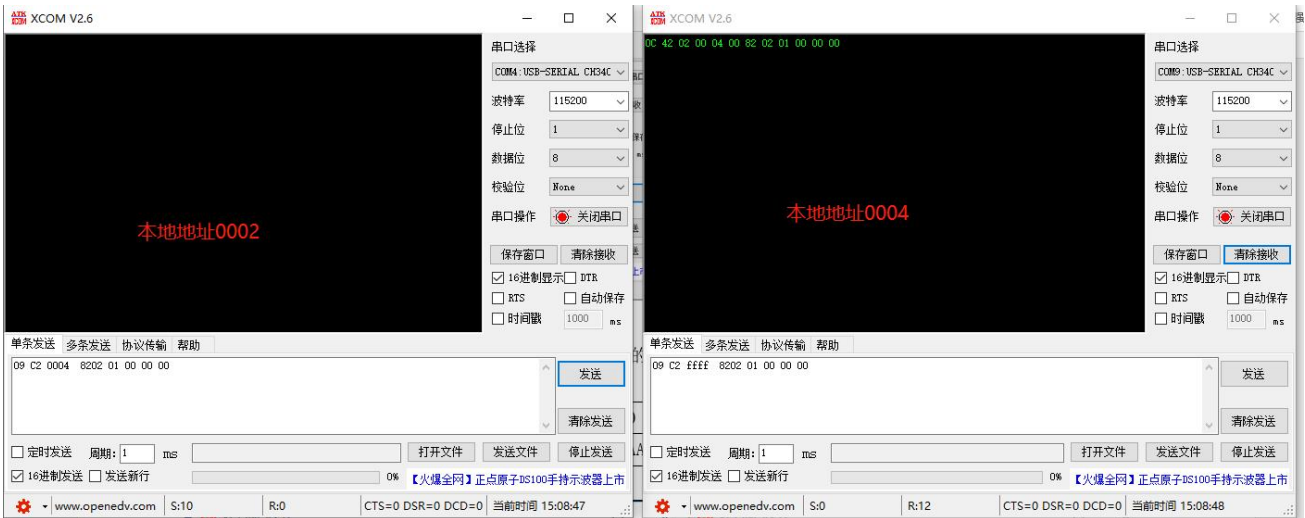 XCOM V2.6
串口选择
COM4:USB-SERIAL CH34C
波特率 115200
停止位 1
数据位 8
校验位 None
串口操作 关闭串口
保存窗口 清除接收
16进制显示 DTR
RTS 自动保存
时间戳 1000 ms
本地地址0002
单条发送 多条发送 协议传输 帮助
09 C2 0004 8202 01 00 00 00
发送
清除发送
定时发送 周期: 1 ms 打开文件 发送文件 停止发送
16进制发送 发送新行 0% 【火爆全网】正点原子DS100手持示波器上市
www.openedv.com S:10 R:0 CTS=0 DSR=0 DCD=0 当前时间 15:08:47
XCOM V2.6
0C 42 02 00 04 00 82 02 01 00 00 00
串口选择
COM9:USB-SERIAL CH34C
波特率 115200
停止位 1
数据位 8
校验位 None
串口操作 关闭串口
保存窗口 清除接收
16进制显示 DTR
RTS 自动保存
时间戳 1000 ms
本地地址0004
单条发送 多条发送 协议传输 帮助
09 C2 ffff 8202 01 00 00 00
发送
清除发送
定时发送 周期: 1 ms 打开文件 发送文件 停止发送
16进制发送 发送新行 0% 【火爆全网】正点原子DS100手持示波器上市
www.openedv.com S:0 R:12 CTS=0 DSR=0 DCD=0 当前时间 15:08:48